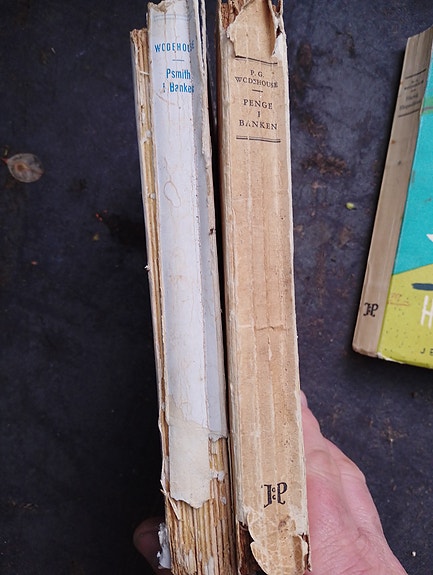 WODEHOUSE
Psmith
i Banken
P. G.
WODEHOUSE
PENGE
I
BANKEN
J:P
J:P
H